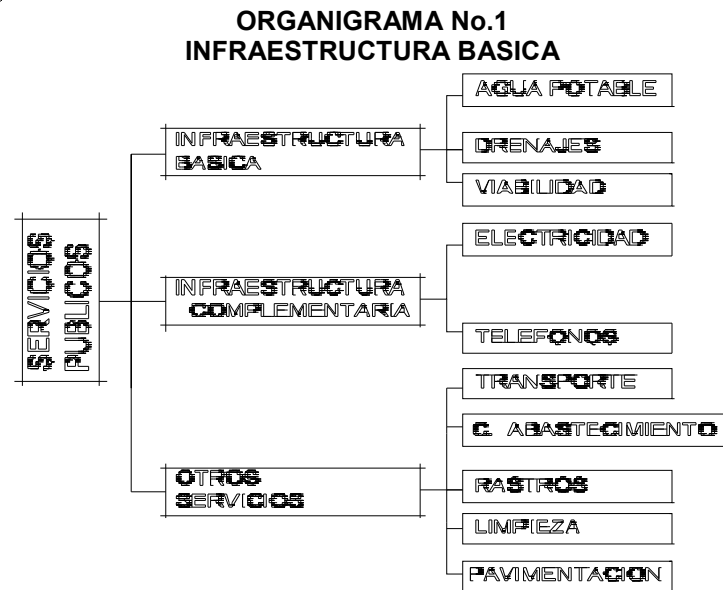 ORGANIGRAMA No.1
INFRAESTRUCTURA BASICA
SERVICIOS
PUBLICOS
INFRAESTRUCTURA
BASICA
AGUA POTABLE
DRENAJES
VIABILIDAD
INFRAESTRUCTURA
COMPLEMENTARIA
ELECTRICIDAD
TELEFONOS
OTROS
SERVICIOS
TRANSPORTE
C. ABASTECIMIENTO
RASTROS
LIMPIEZA
PAVIMENTACION